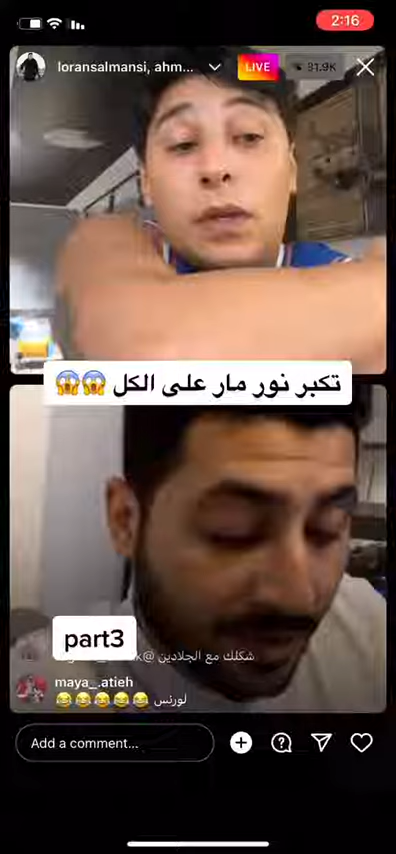 2:16
loransalmansi, ahm...
LIVE
31.9K
تكبر نور مار على الكل 😱😱
part3
شكلك مع الجلادين @
maya_.atieh
لورنس 😂😂😂😂😂
Add a comment...